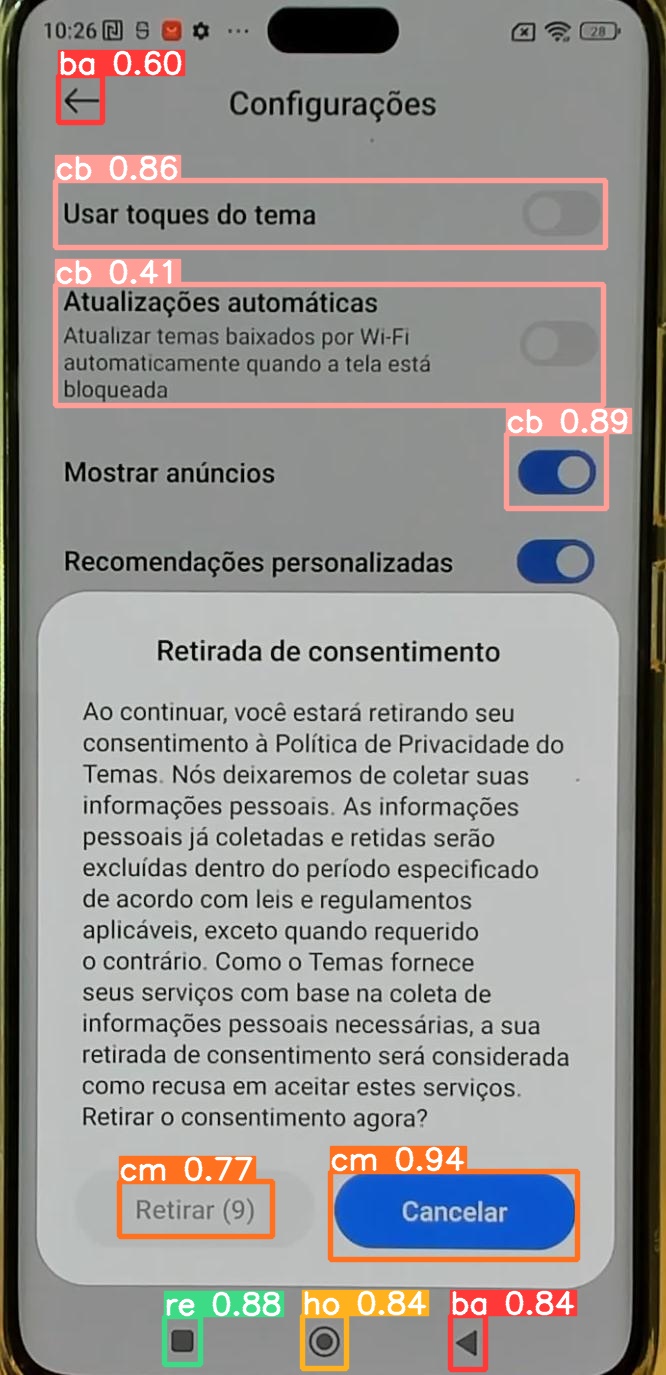 10:26 28
ba 0.60
Configurações
cb 0.86
Usar toques do tema
cb 0.41
Atualizações automáticas
Atualizar temas baixados por Wi-Fi
automaticamente quando a tela está
bloqueada
cb 0.89
Mostrar anúncios
Recomendações personalizadas
Retirada de consentimento
Ao continuar, você estará retirando seu
consentimento à Política de Privacidade do
Temas. Nós deixaremos de coletar suas
informações pessoais. As informações
pessoais já coletadas e retidas serão
excluídas dentro do período especificado
de acordo com leis e regulamentos
aplicáveis, exceto quando requerido
o contrário. Como o Temas fornece
seus serviços com base na coleta de
informações pessoais necessárias, a sua
retirada de consentimento será considerada
como recusa em aceitar estes serviços.
Retirar o consentimento agora?
cm 0.77 cm 0.94
Retirar (9) Cancelar
re 0.88 ho 0.84 ba 0.84